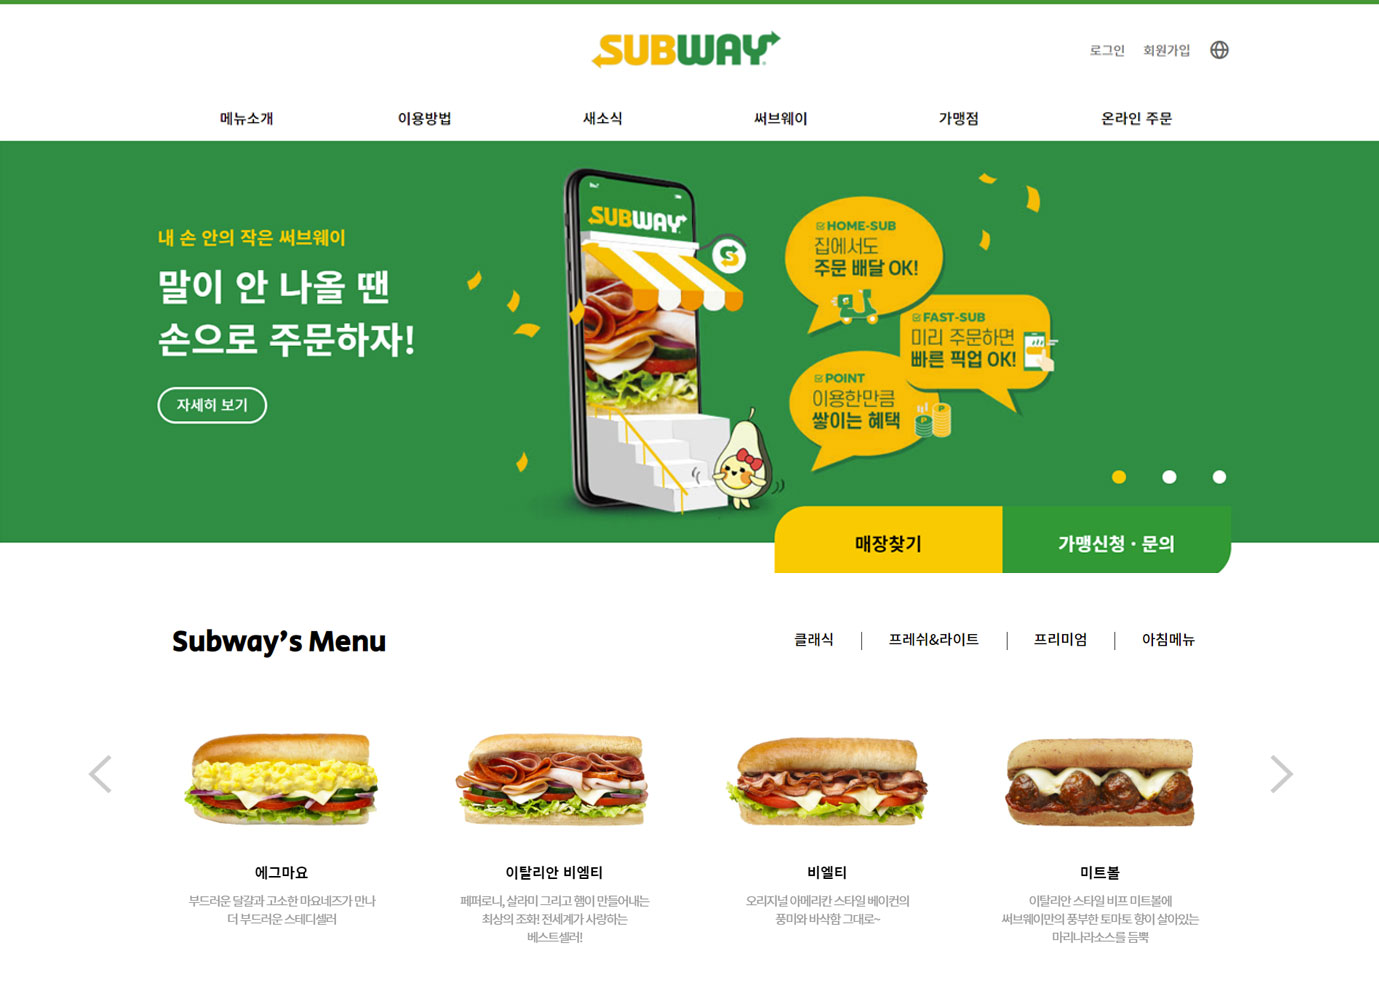 SUBWAY
로그인 회원가입
메뉴소개 이용방법 새소식 써브웨이 가맹점 온라인 주문
내 손 안의 작은 써브웨이
말이 안 나올 땐
손으로 주문하자!
자세히 보기
SUBWAY
HOME-SUB
집에서도
주문 배달 OK!
FAST-SUB
미리 주문하면
빠른 픽업 OK!
POINT
이용한만큼
쌓이는 혜택
매장찾기
가맹신청 · 문의
Subway's Menu
클래식 | 프레쉬&라이트 | 프리미엄 | 아침메뉴
에그마요
부드러운 달걀과 고소한 마요네즈가 만나
더 부드러운 스테디셀러
이탈리안 비엠티
페퍼로니, 살라미 그리고 햄이 만들어내는
최상의 조화! 전세계가 사랑하는
베스트셀러!
비엘티
오리지널 아메리칸 스타일 베이컨의
풍미와 바삭함 그대로~
미트볼
이탈리안 스타일 비프 미트볼에
써브웨이만의 풍부한 토마토 향이 살아있는
마리나라소스를 듬뿍